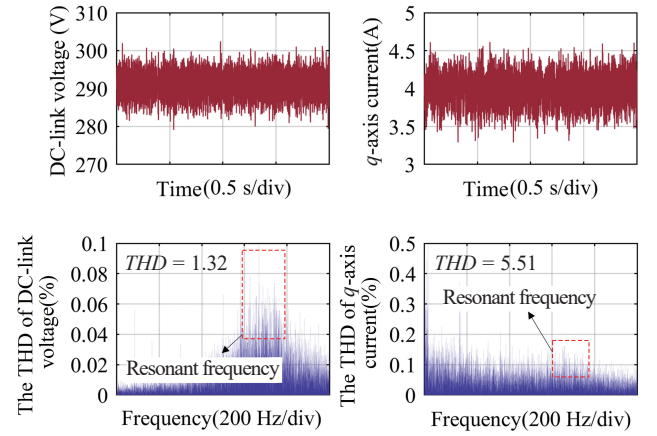 DC-link voltage (V)
310
300
290
280
270
Time(0.5 s/div)
q-axis current(A)
5
4.5
4
3.5
3
Time(0.5 s/div)
The THD of DC-link
voltage(%)
0.1
0.08
0.06
0.04
0.02
0
THD = 1.32
Resonant frequency
Frequency(200 Hz/div)
The THD of q-axis
current(%)
0.5
0.4
0.3
0.2
0.1
0
THD = 5.51
Resonant frequency
Frequency(200 Hz/div)